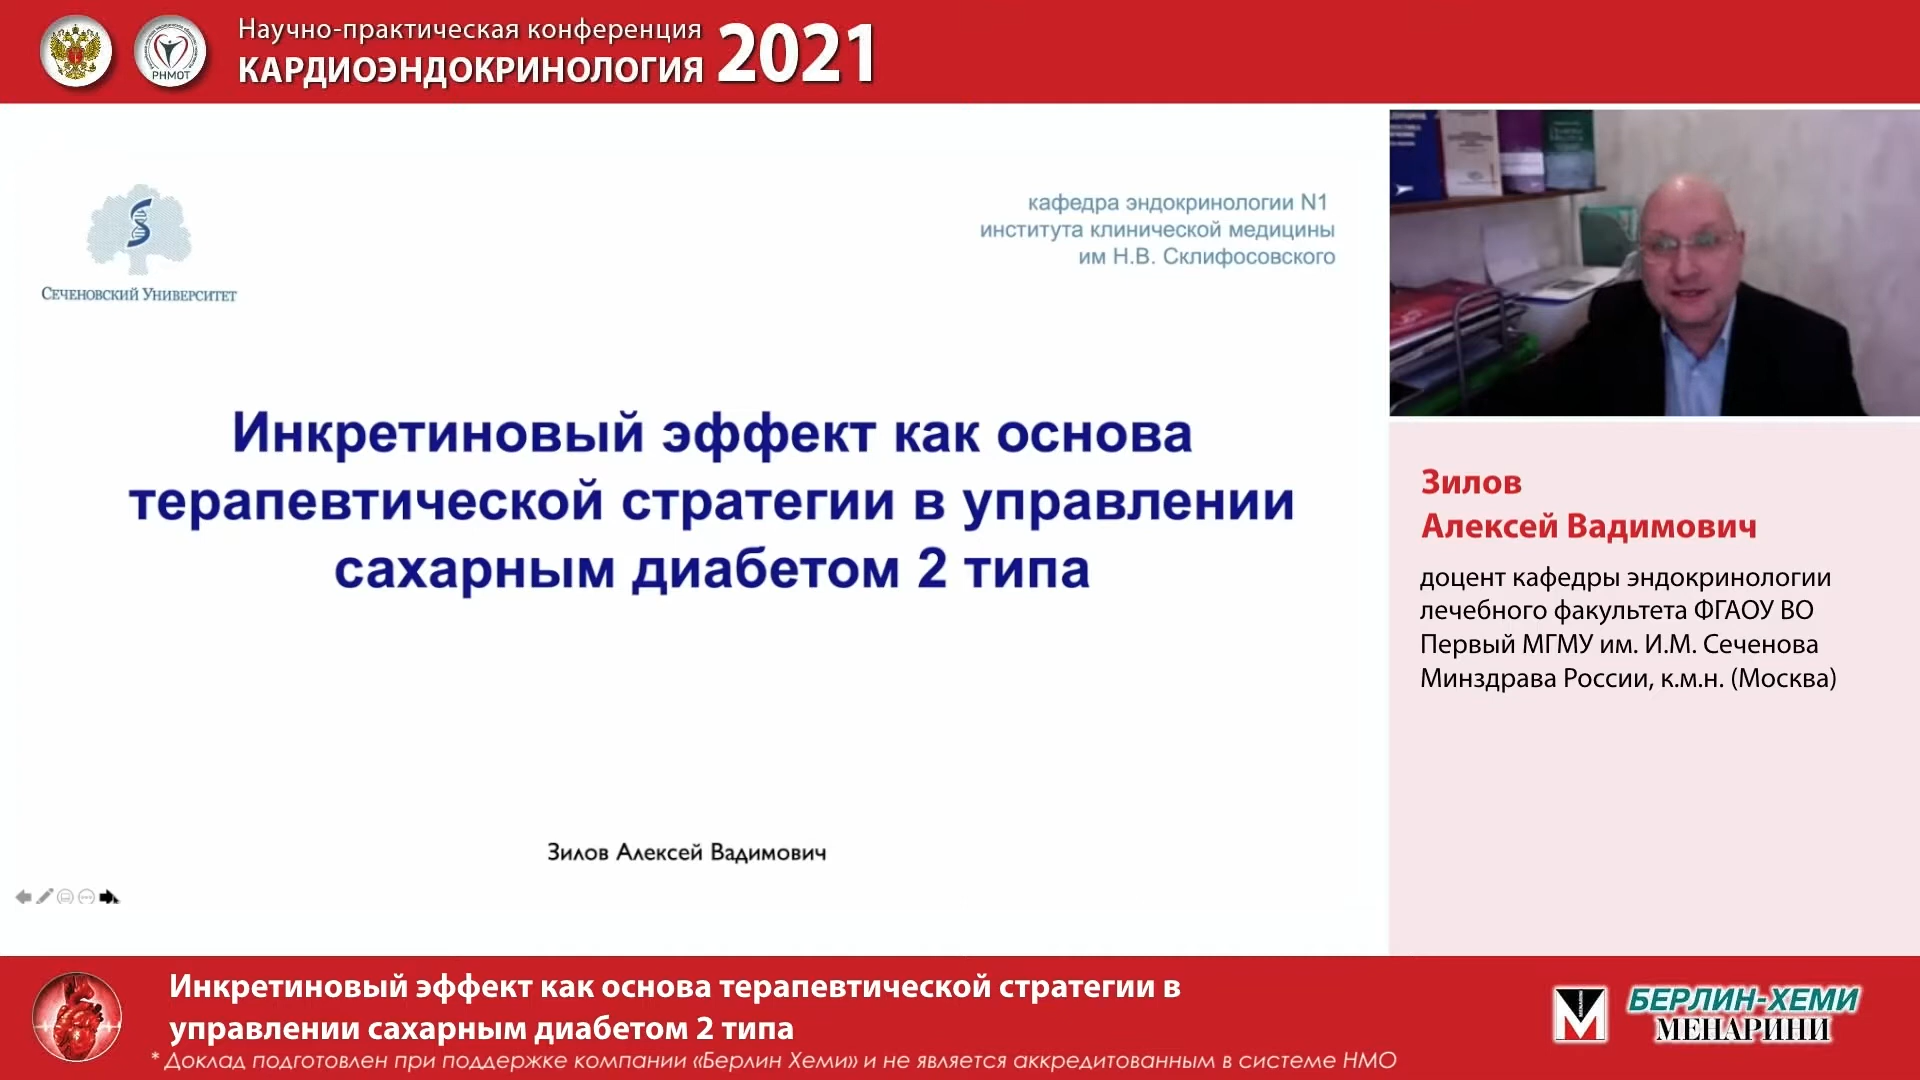 Научно-практическая конференция
КАРДИОЭНДОКРИНОЛОГИЯ 2021
РНМОТ
СЕЧЕНОВСКИЙ УНИВЕРСИТЕТ
кафедра эндокринологии N1
института клинической медицины
им Н.В. Склифосовского
Инкретиновый эффект как основа
терапевтической стратегии в управлении
сахарным диабетом 2 типа
Зилов Алексей Вадимович
Зилов
Алексей Вадимович
доцент кафедры эндокринологии
лечебного факультета ФГАОУ ВО
Первый МГМУ им. И.М. Сеченова
Минздрава России, к.м.н. (Москва)
Инкретиновый эффект как основа терапевтической стратегии в
управлении сахарным диабетом 2 типа
* Доклад подготовлен при поддержке компании «Берлин Хеми» и не является аккредитованным в системе НМО
БЕРЛИН-ХЕМИ
МЕНАРИНИ